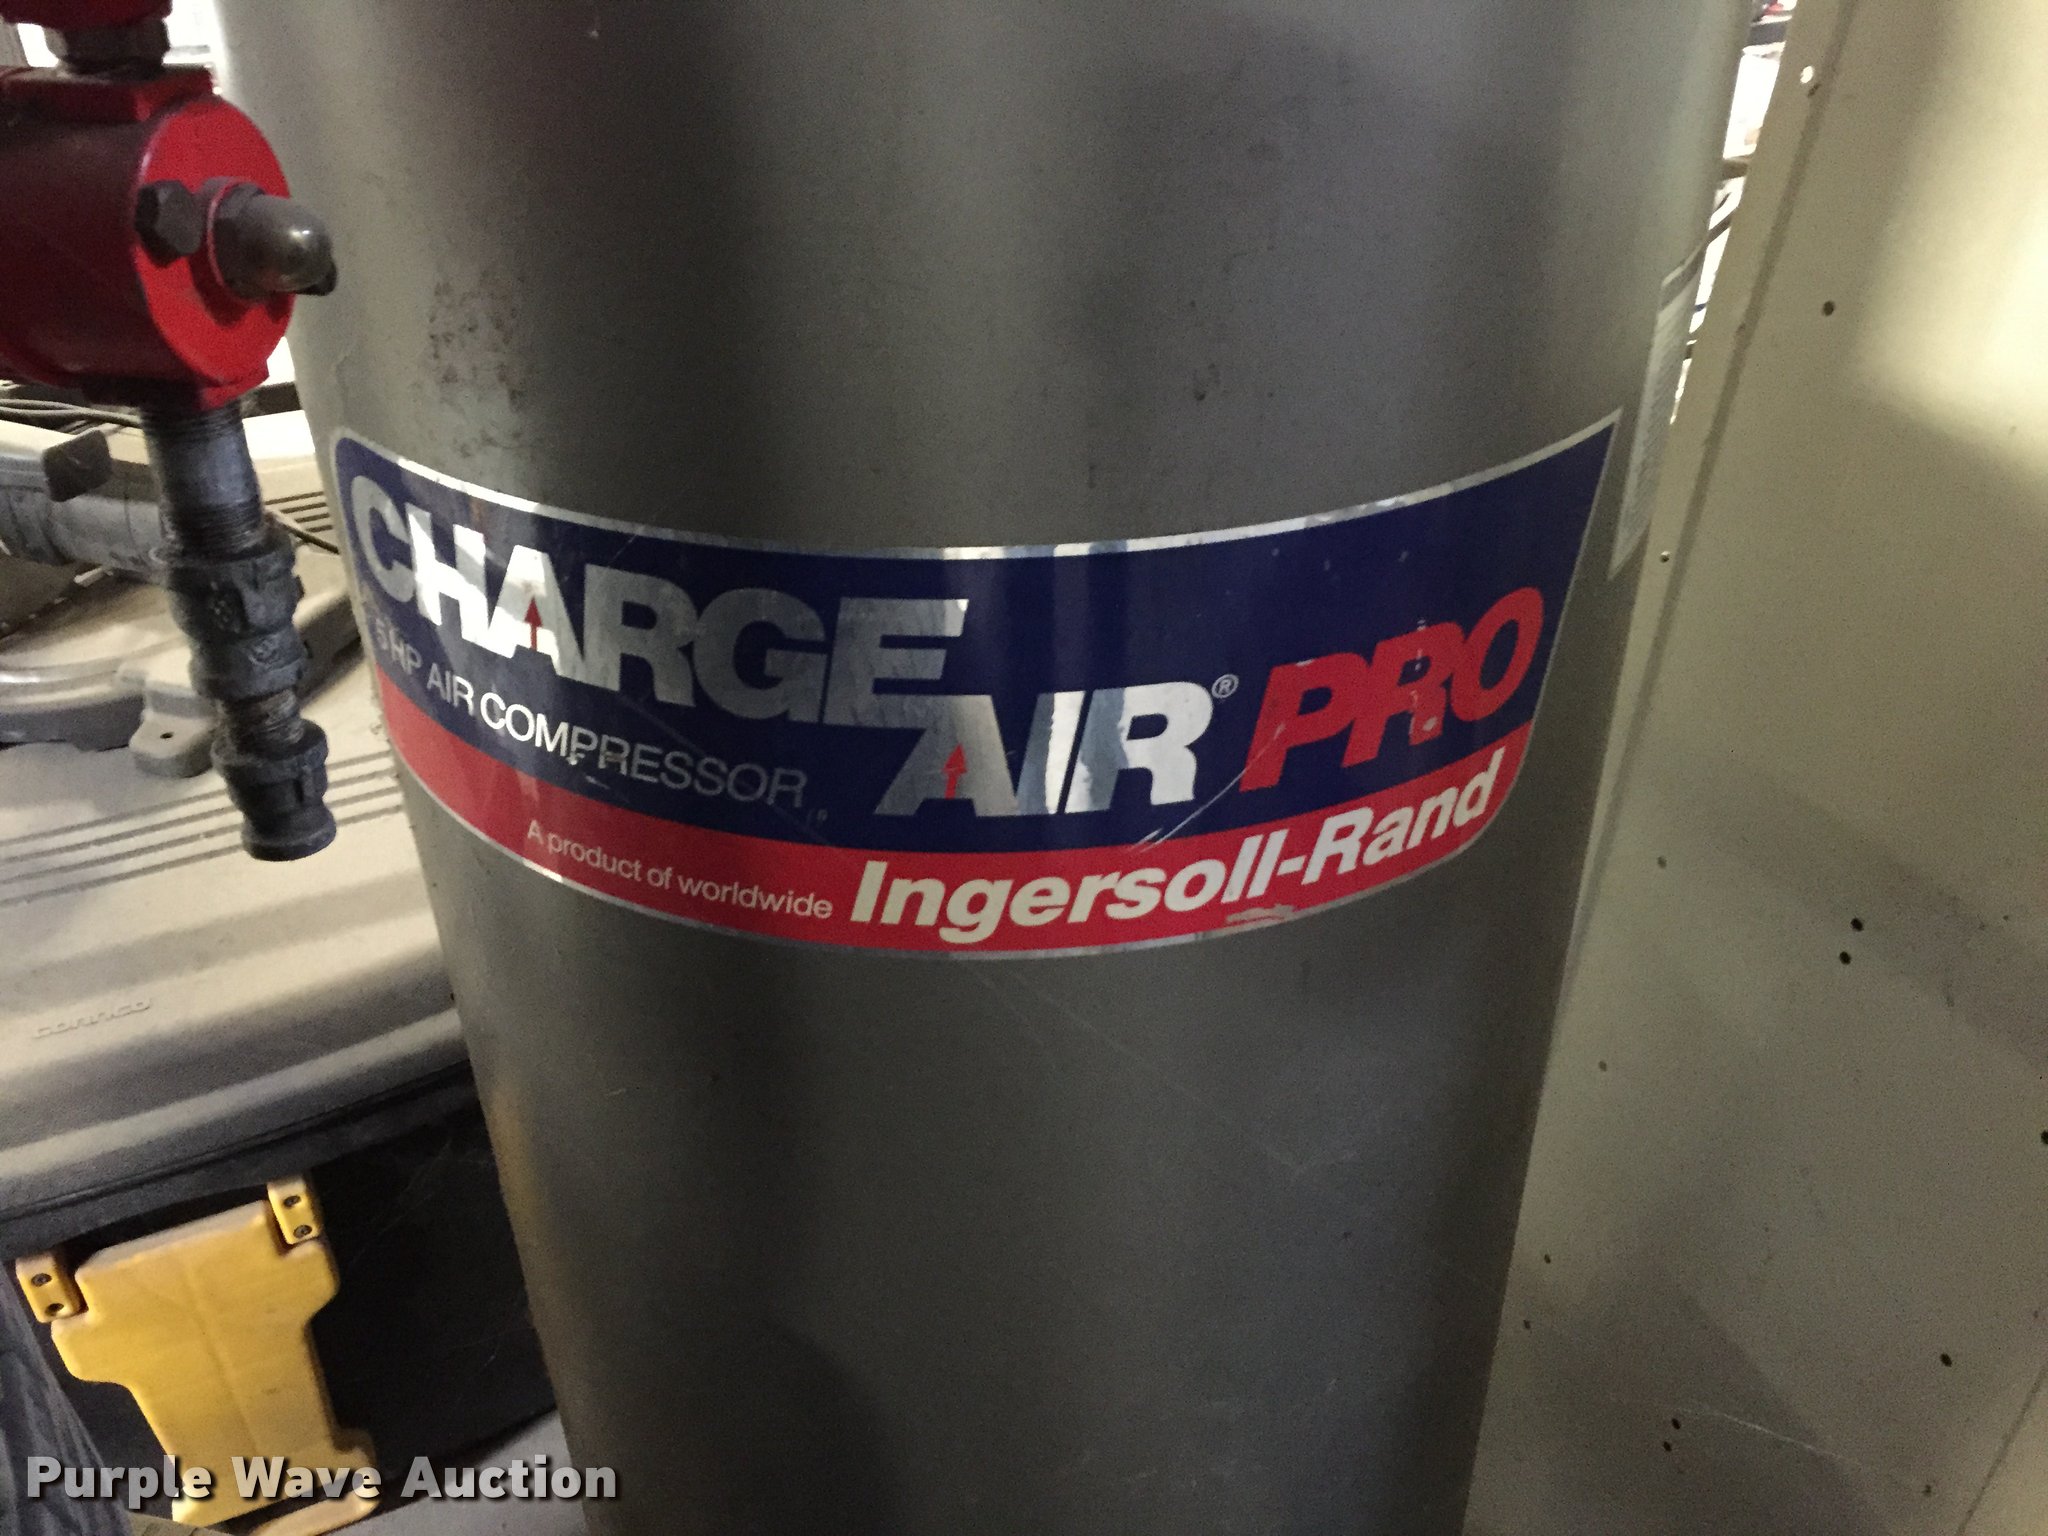 CHARGE AIR® PRO
5 HP AIR COMPRESSOR
A product of worldwide Ingersoll-Rand
Purple Wave Auction